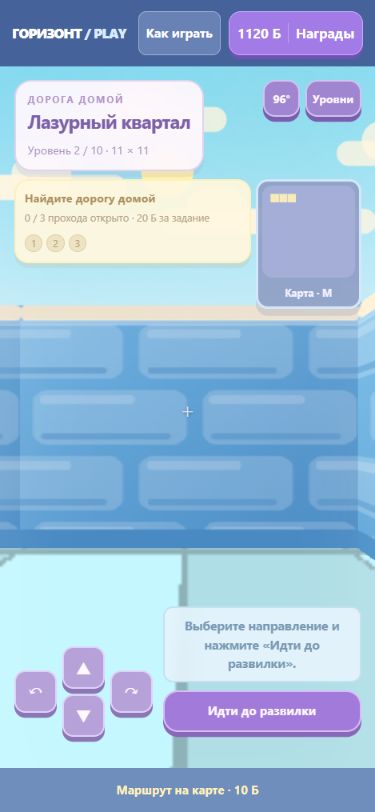 ГОРИЗОНТ / PLAY
Как играть
1120 Б
Награды
ДОРОГА ДОМОЙ
Лазурный квартал
Уровень 2 / 10 · 11 × 11
96°
Уровни
Найдите дорогу домой
0 / 3 прохода открыто · 20 Б за задание
1 2 3
Карта · М
Выберите направление и
нажмите «Идти до
развилки».
Идти до развилки
Маршрут на карте · 10 Б